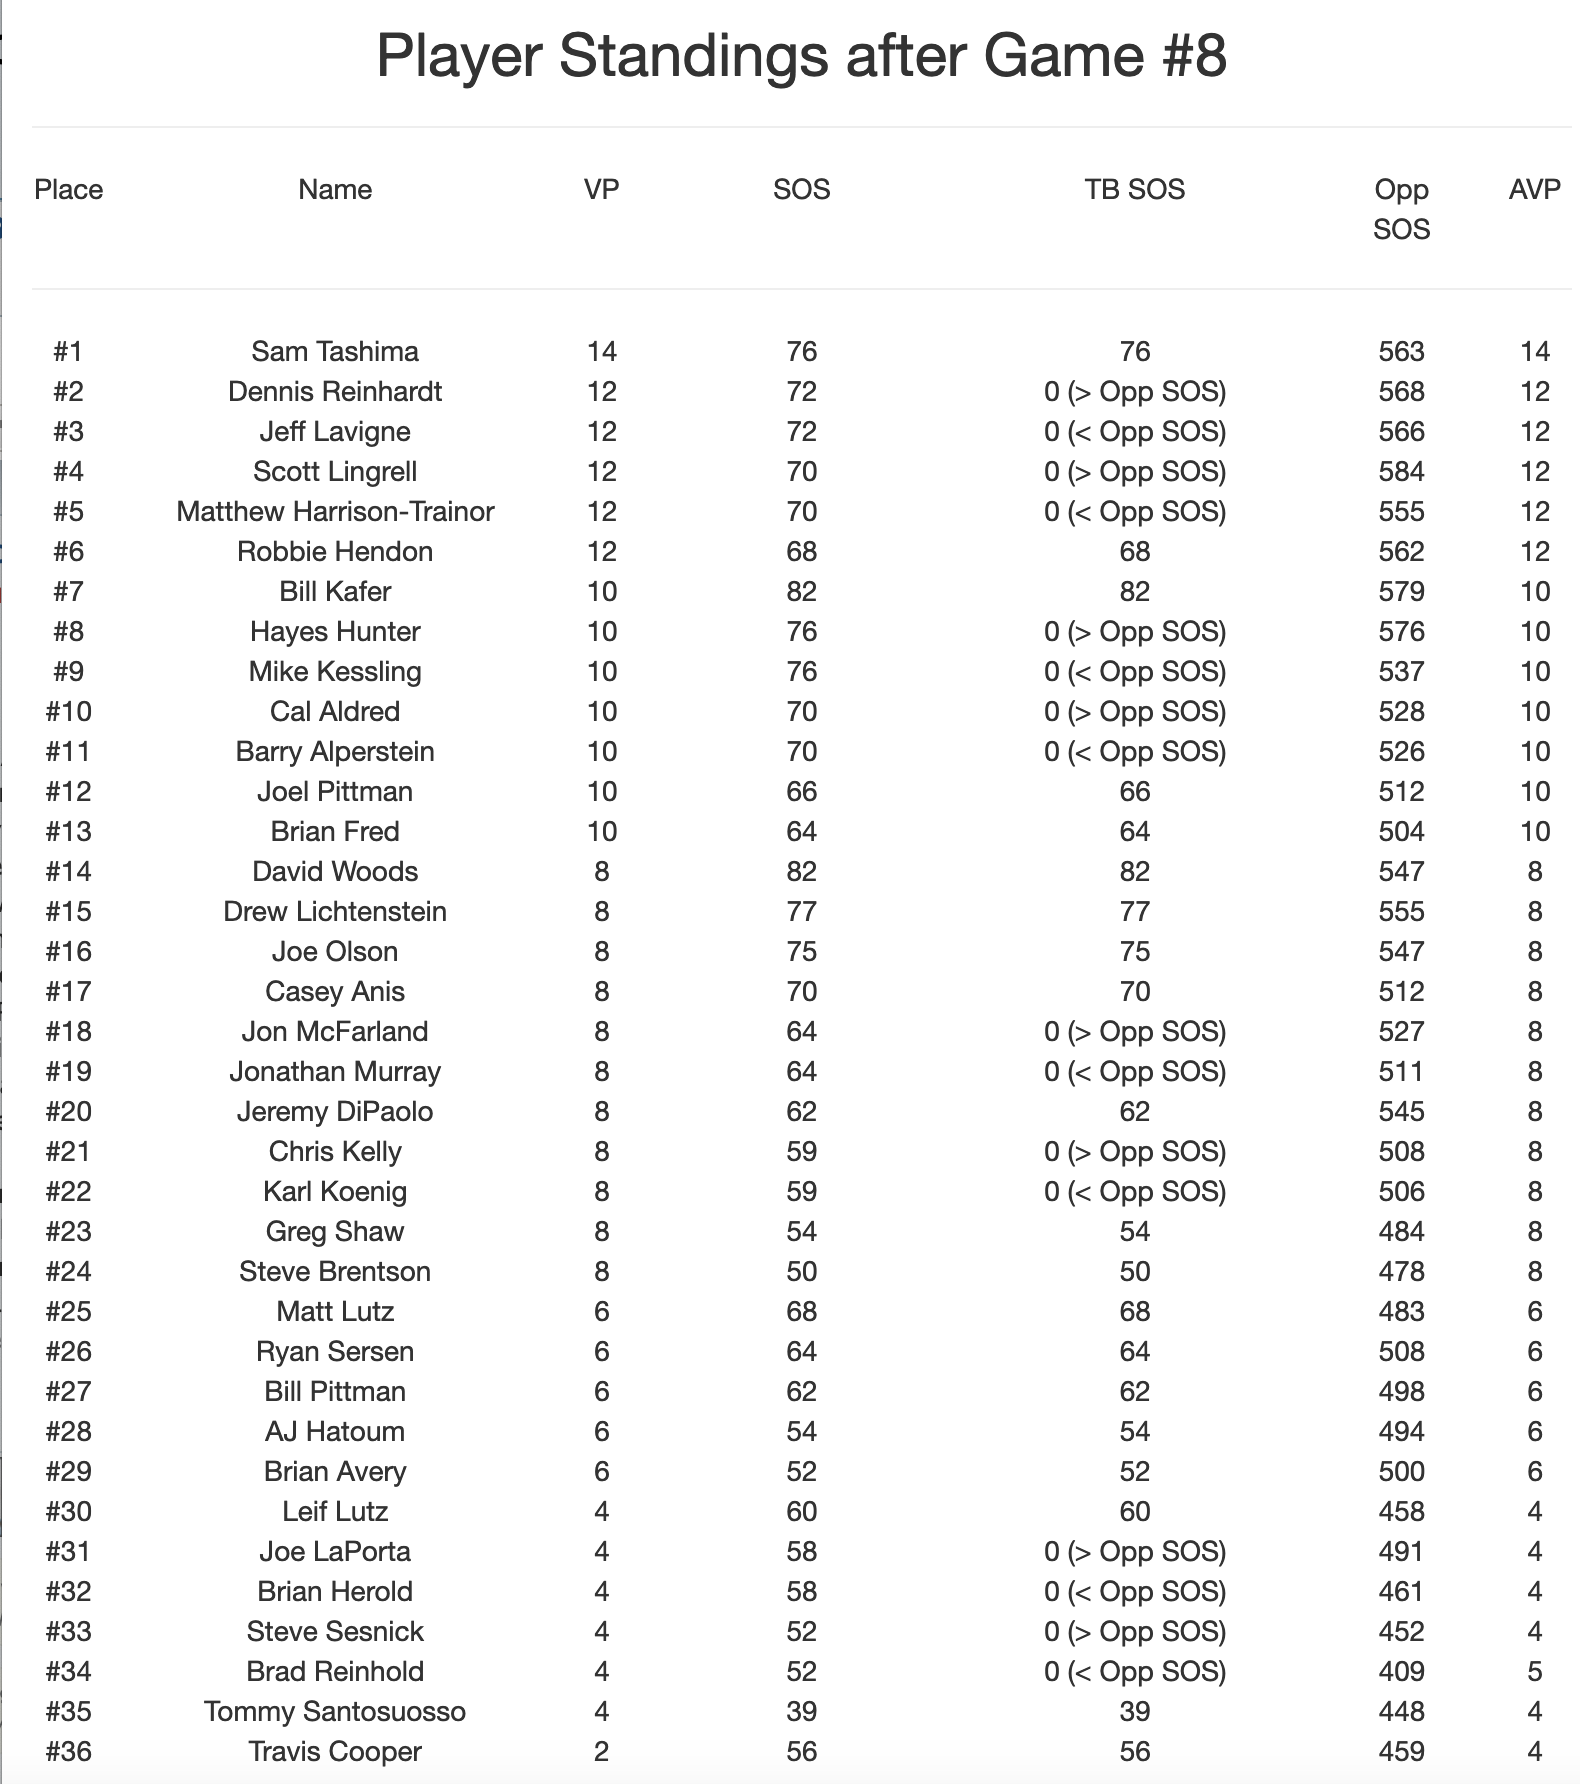 Player Standings after Game #8
Place Name VP SOS TB SOS Opp SOS AVP
#1 Sam Tashima 14 76 76 563 14
#2 Dennis Reinhardt 12 72 0 (> Opp SOS) 568 12
#3 Jeff Lavigne 12 72 0 (< Opp SOS) 566 12
#4 Scott Lingrell 12 70 0 (> Opp SOS) 584 12
#5 Matthew Harrison-Trainor 12 70 0 (< Opp SOS) 555 12
#6 Robbie Hendon 12 68 68 562 12
#7 Bill Kafer 10 82 82 579 10
#8 Hayes Hunter 10 76 0 (> Opp SOS) 576 10
#9 Mike Kessling 10 76 0 (< Opp SOS) 537 10
#10 Cal Aldred 10 70 0 (> Opp SOS) 528 10
#11 Barry Alperstein 10 70 0 (< Opp SOS) 526 10
#12 Joel Pittman 10 66 66 512 10
#13 Brian Fred 10 64 64 504 10
#14 David Woods 8 82 82 547 8
#15 Drew Lichtenstein 8 77 77 555 8
#16 Joe Olson 8 75 75 547 8
#17 Casey Anis 8 70 70 512 8
#18 Jon McFarland 8 64 0 (> Opp SOS) 527 8
#19 Jonathan Murray 8 64 0 (< Opp SOS) 511 8
#20 Jeremy DiPaolo 8 62 62 545 8
#21 Chris Kelly 8 59 0 (> Opp SOS) 508 8
#22 Karl Koenig 8 59 0 (< Opp SOS) 506 8
#23 Greg Shaw 8 54 54 484 8
#24 Steve Brentson 8 50 50 478 8
#25 Matt Lutz 6 68 68 483 6
#26 Ryan Sersen 6 64 64 508 6
#27 Bill Pittman 6 62 62 498 6
#28 AJ Hatoum 6 54 54 494 6
#29 Brian Avery 6 52 52 500 6
#30 Leif Lutz 4 60 60 458 4
#31 Joe LaPorta 4 58 0 (> Opp SOS) 491 4
#32 Brian Herold 4 58 0 (< Opp SOS) 461 4
#33 Steve Sesnick 4 52 0 (> Opp SOS) 452 4
#34 Brad Reinhold 4 52 0 (< Opp SOS) 409 5
#35 Tommy Santosuosso 4 39 39 448 4
#36 Travis Cooper 2 56 56 459 4